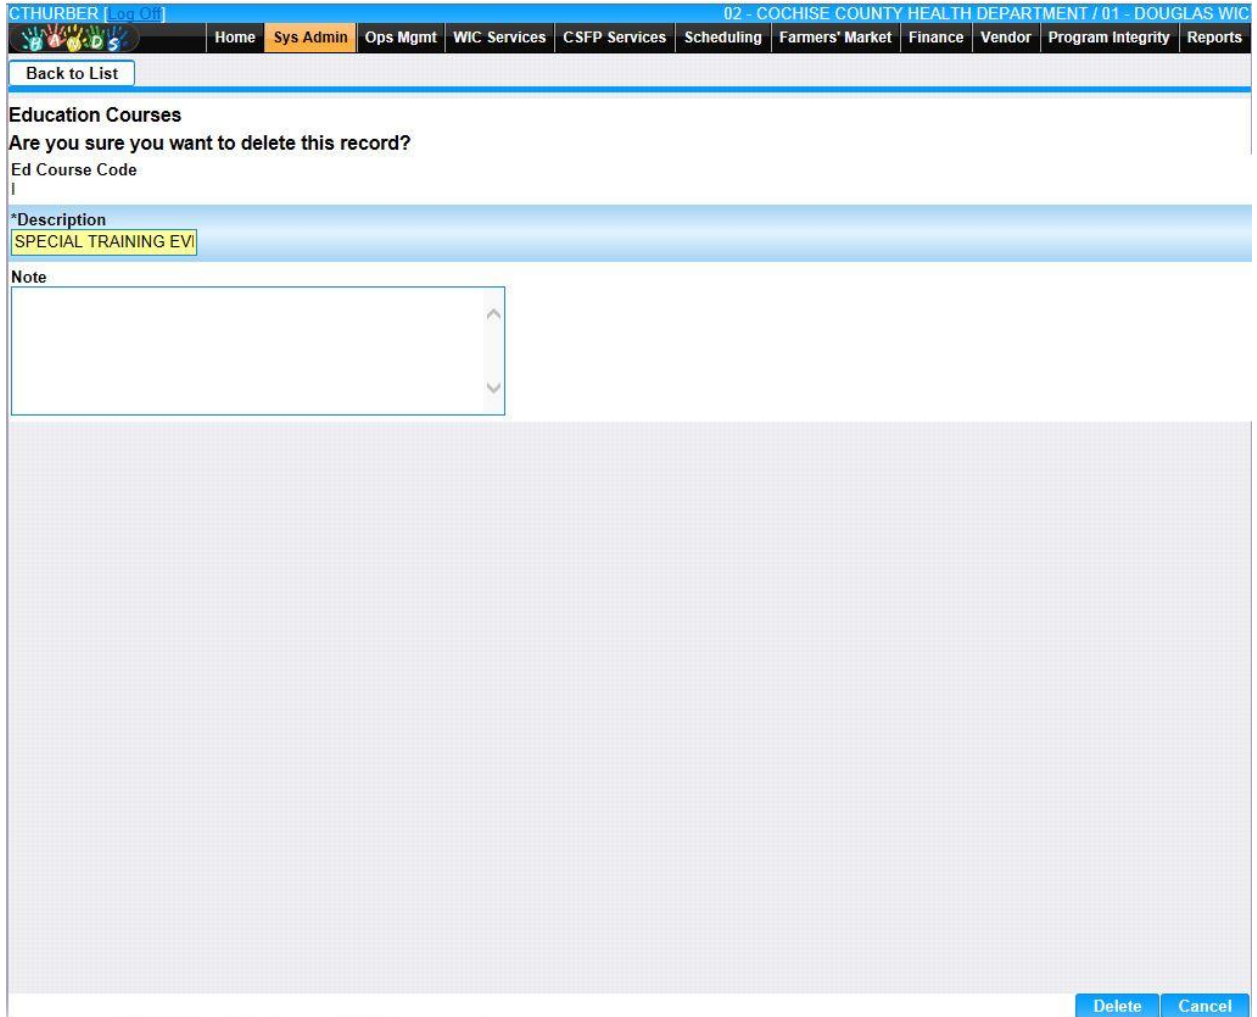 CTHURBER [Log Off] 02 - COCHISE COUNTY HEALTH DEPARTMENT / 01 - DOUGLAS WIC
HANDS Home Sys Admin Ops Mgmt WIC Services CSFP Services Scheduling Farmers' Market Finance Vendor Program Integrity Reports
Back to List
Education Courses
Are you sure you want to delete this record?
Ed Course Code
I
*Description
SPECIAL TRAINING EVI
Note
Delete Cancel